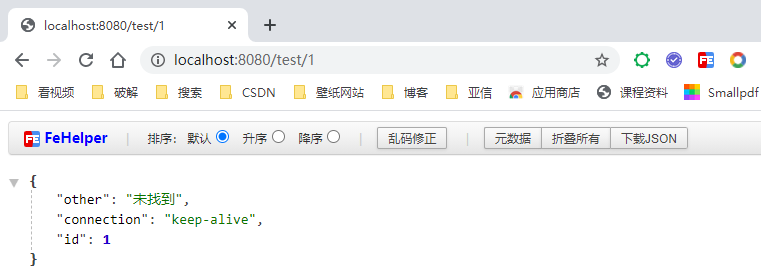 localhost:8080/test/1
localhost:8080/test/1
看视频 破解 搜索 CSDN 壁纸网站 博客 亚信 应用商店 课程资料 Smallpdf
FE FeHelper | 排序: 默认 升序 降序 | 乱码修正 | 元数据 折叠所有 下载JSON
{
"other": "未找到",
"connection": "keep-alive",
"id": 1
}